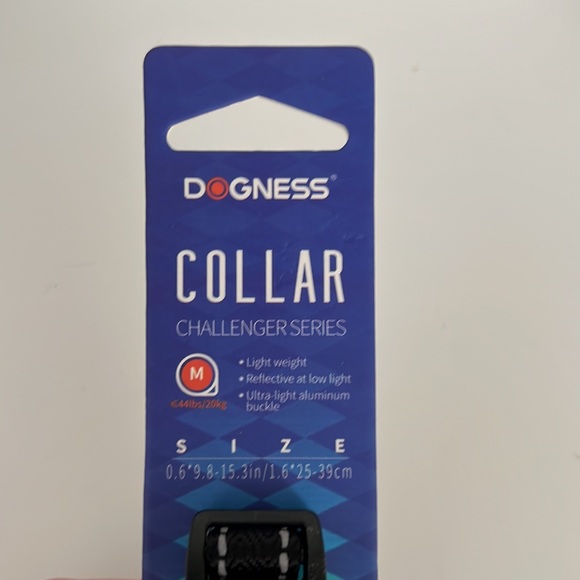 DOGNESS®
COLLAR
CHALLENGER SERIES
M
≤44lbs/20kg
• Light weight
• Reflective at low light
• Ultra-light aluminum
buckle
SIZE
0.6*9.8-15.3in/1.6*25-39cm